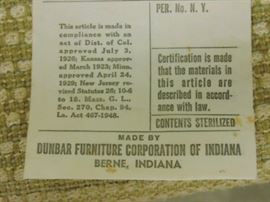 PER. No. N. Y.
This article is made in
compliance with an
act of Dist. of Col.
approved July 3,
1926; Kansas approv-
ed March 1923; Minn.
approved April 24,
1929; New Jersey re-
vised Statutes 26; 10-6
to 18. Mass. G. L.,
Sec. 270, Chap. 94,
La. Act 467-1948.
Certification is made
that the materials in
this article are
described in accord-
ance with law.
CONTENTS STERILIZED
MADE BY
DUNBAR FURNITURE CORPORATION OF INDIANA
BERNE, INDIANA